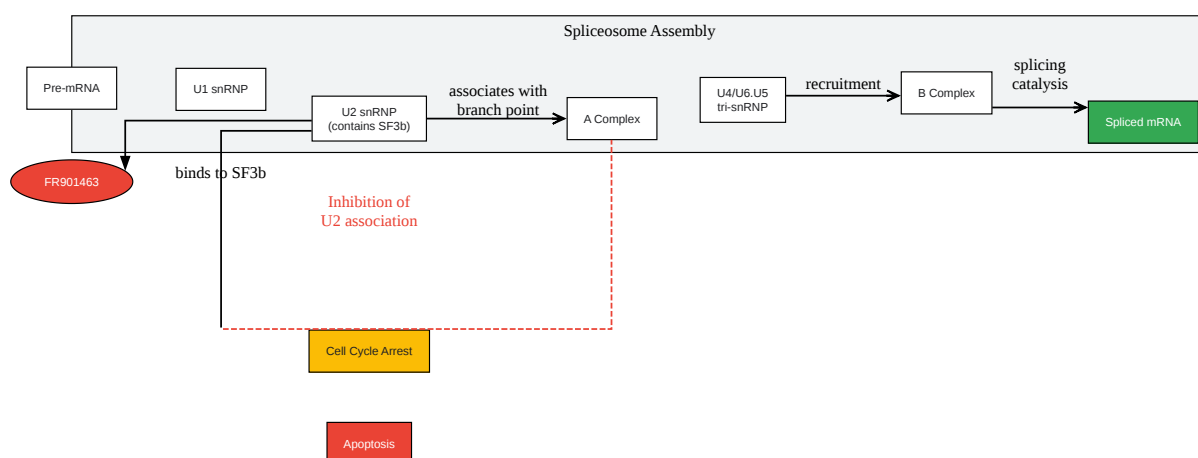 Spliceosome Assembly
Pre-mRNA
U1 snRNP
U2 snRNP
(contains SF3b)
associates with
branch point
A Complex
U4/U6.U5
tri-snRNP
recruitment
B Complex
splicing
catalysis
Spliced mRNA
FR901463
binds to SF3b
Inhibition of
U2 association
Cell Cycle Arrest
Apoptosis